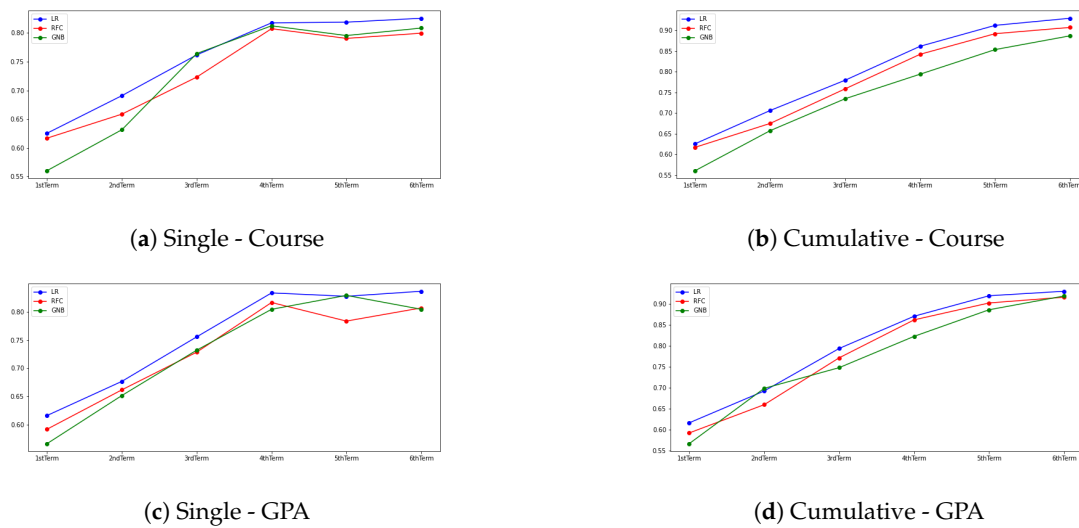 LR
RFC
GNB
0.80
0.75
0.70
0.65
0.60
0.55
1stTerm 2ndTerm 3rdTerm 4thTerm 5thTerm 6thTerm
(a) Single - Course
LR
RFC
GNB
0.90
0.85
0.80
0.75
0.70
0.65
0.60
0.55
1stTerm 2ndTerm 3rdTerm 4thTerm 5thTerm 6thTerm
(b) Cumulative - Course
LR
RFC
GNB
0.80
0.75
0.70
0.65
0.60
1stTerm 2ndTerm 3rdTerm 4thTerm 5thTerm 6thTerm
(c) Single - GPA
LR
RFC
GNB
0.90
0.85
0.80
0.75
0.70
0.65
0.60
0.55
1stTerm 2ndTerm 3rdTerm 4thTerm 5thTerm 6thTerm
(d) Cumulative - GPA